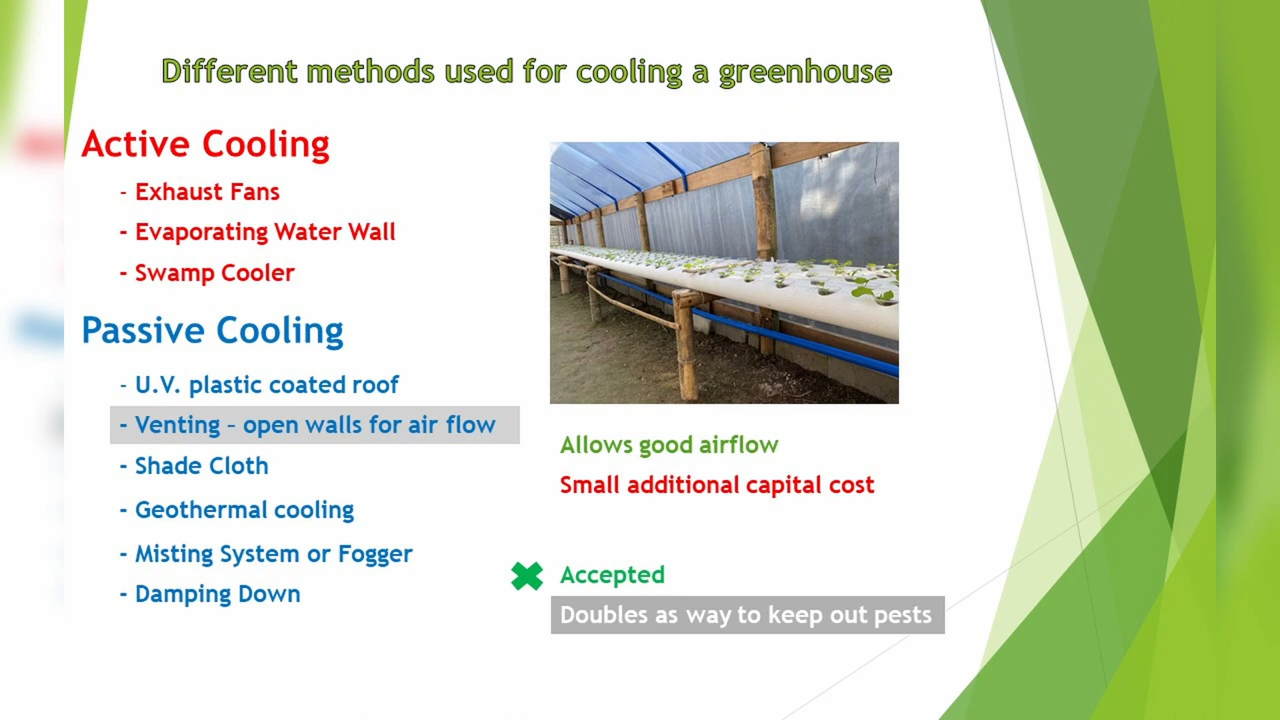 Different methods used for cooling a greenhouse
Active Cooling
- Exhaust Fans
- Evaporating Water Wall
- Swamp Cooler
Passive Cooling
- U.V. plastic coated roof
- Venting – open walls for air flow
- Shade Cloth
- Geothermal cooling
- Misting System or Fogger
- Damping Down
Allows good airflow
Small additional capital cost
Accepted
Doubles as way to keep out pests